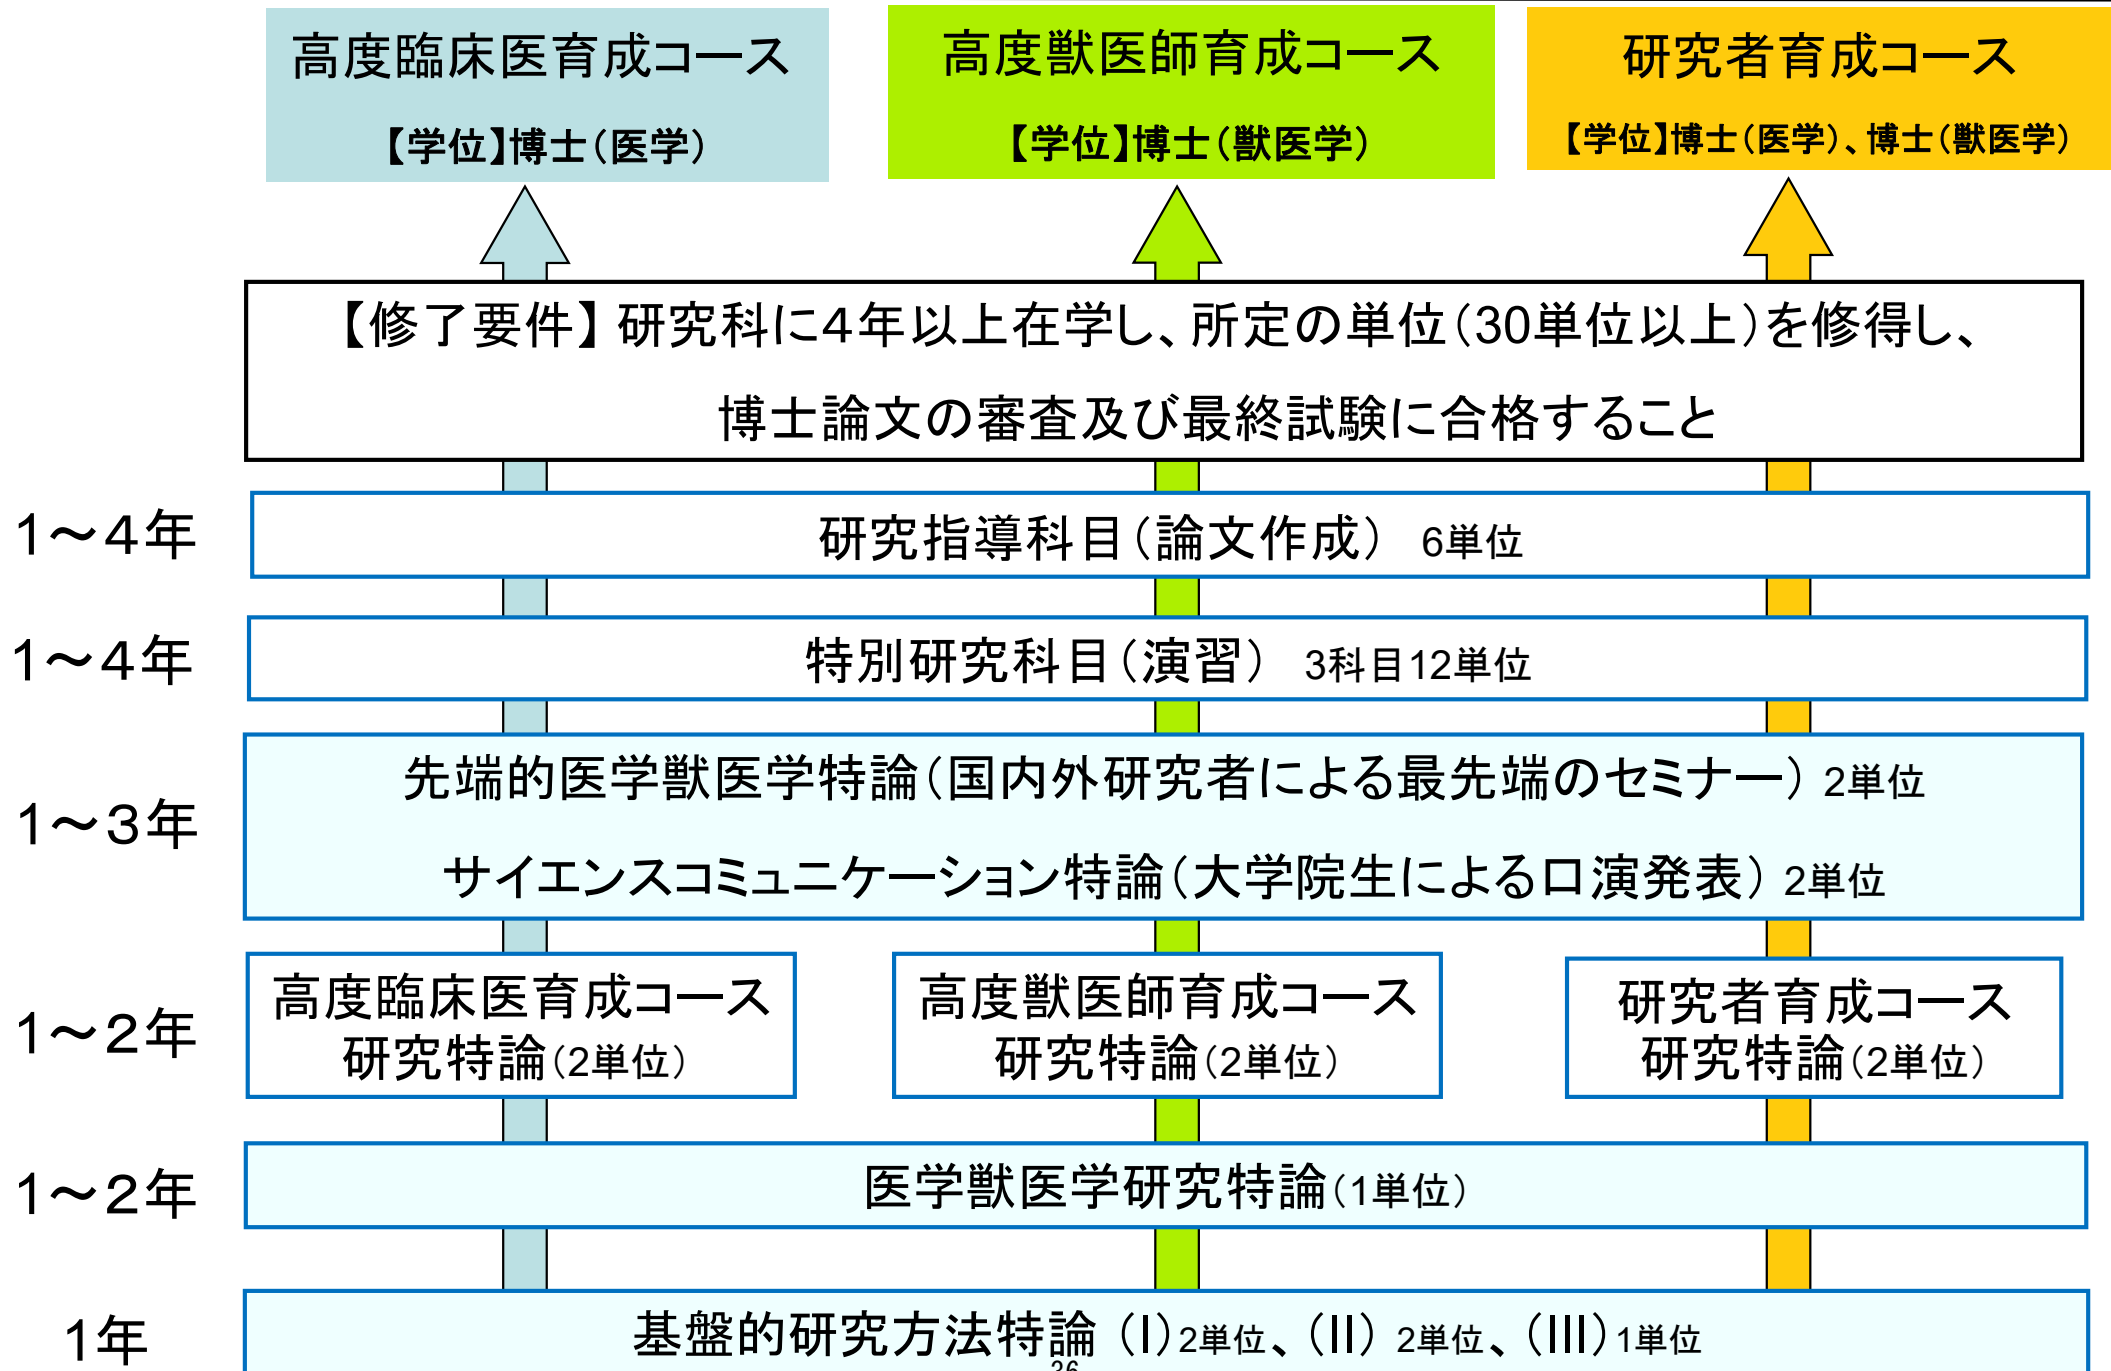 高度臨床医育成コース
【学位】博士（医学）
高度獣医師育成コース
【学位】博士（獣医学）
研究者育成コース
【学位】博士（医学）、博士（獣医学）
【修了要件】研究科に４年以上在学し、所定の単位（30単位以上）を修得し、
博士論文の審査及び最終試験に合格すること
1～４年
研究指導科目（論文作成） 6単位
1～４年
特別研究科目（演習） 3科目12単位
1～３年
先端的医学獣医学特論（国内外研究者による最先端のセミナー） 2単位
サイエンスコミュニケーション特論（大学院生による口演発表） 2単位
1～２年
高度臨床医育成コース
研究特論（2単位）
高度獣医師育成コース
研究特論（2単位）
研究者育成コース
研究特論（2単位）
1～２年
医学獣医学研究特論（1単位）
1年
基盤的研究方法特論 （Ⅰ）2単位、（Ⅱ） 2単位、（Ⅲ）1単位